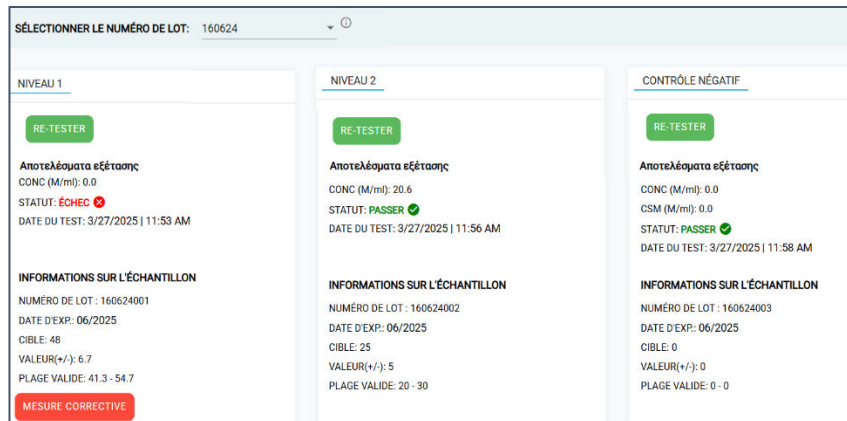 SÉLECTIONNER LE NUMÉRO DE LOT: 160624
NIVEAU 1
RE-TESTER
Αποτελέσματα εξέτασης
CONC (M/ml): 0.0
STATUT: ÉCHEC
DATE DU TEST: 3/27/2025 | 11:53 AM
INFORMATIONS SUR L'ÉCHANTILLON
NUMÉRO DE LOT : 160624001
DATE D'EXP.: 06/2025
CIBLE: 48
VALEUR(+/-): 6.7
PLAGE VALIDE: 41.3 - 54.7
MESURE CORRECTIVE
NIVEAU 2
RE-TESTER
Αποτελέσματα εξέτασης
CONC (M/ml): 20.6
STATUT: PASSER
DATE DU TEST: 3/27/2025 | 11:56 AM
INFORMATIONS SUR L'ÉCHANTILLON
NUMÉRO DE LOT : 160624002
DATE D'EXP.: 06/2025
CIBLE: 25
VALEUR(+/-): 5
PLAGE VALIDE: 20 - 30
CONTRÔLE NÉGATIF
RE-TESTER
Αποτελέσματα εξέτασης
CONC (M/ml): 0.0
CSM (M/ml): 0.0
STATUT: PASSER
DATE DU TEST: 3/27/2025 | 11:58 AM
INFORMATIONS SUR L'ÉCHANTILLON
NUMÉRO DE LOT : 160624003
DATE D'EXP.: 06/2025
CIBLE: 0
VALEUR(+/-): 0
PLAGE VALIDE: 0 - 0